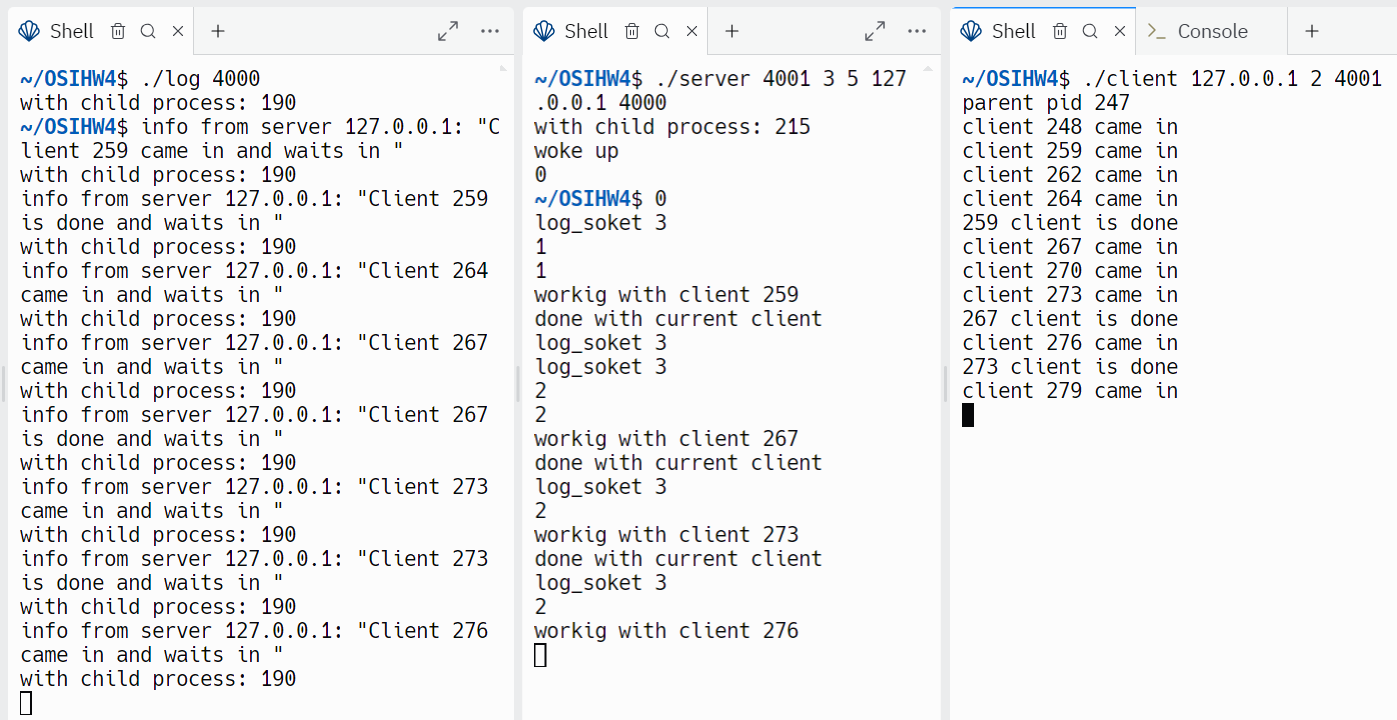 Shell
~/OSIHW4$ ./log 4000
with child process: 190
~/OSIHW4$ info from server 127.0.0.1: "C
lient 259 came in and waits in "
with child process: 190
info from server 127.0.0.1: "Client 259
is done and waits in "
with child process: 190
info from server 127.0.0.1: "Client 264
came in and waits in "
with child process: 190
info from server 127.0.0.1: "Client 267
came in and waits in "
with child process: 190
info from server 127.0.0.1: "Client 267
is done and waits in "
with child process: 190
info from server 127.0.0.1: "Client 273
came in and waits in "
with child process: 190
info from server 127.0.0.1: "Client 273
is done and waits in "
with child process: 190
info from server 127.0.0.1: "Client 276
came in and waits in "
with child process: 190
Shell
~/OSIHW4$ ./server 4001 3 5 127
.0.0.1 4000
with child process: 215
woke up
0
~/OSIHW4$ 0
log_soket 3
1
1
workig with client 259
done with current client
log_soket 3
log_soket 3
2
2
workig with client 267
done with current client
log_soket 3
2
workig with client 273
done with current client
log_soket 3
2
workig with client 276
Shell
Console
~/OSIHW4$ ./client 127.0.0.1 2 4001
parent pid 247
client 248 came in
client 259 came in
client 262 came in
client 264 came in
259 client is done
client 267 came in
client 270 came in
client 273 came in
267 client is done
client 276 came in
273 client is done
client 279 came in